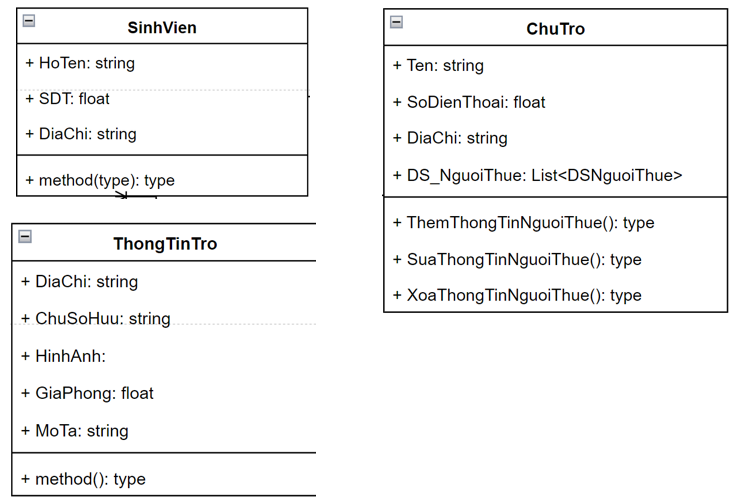 SinhVien
+ HoTen: string
+ SDT: float
+ DiaChi: string
+ method(type): type
ChuTro
+ Ten: string
+ SoDienThoai: float
+ DiaChi: string
+ DS_NguoiThue: List<DSNguoiThue>
+ ThemThongTinNguoiThue(): type
+ SuaThongTinNguoiThue(): type
+ XoaThongTinNguoiThue(): type
ThongTinTro
+ DiaChi: string
+ ChuSoHuu: string
+ HinhAnh:
+ GiaPhong: float
+ MoTa: string
+ method(): type